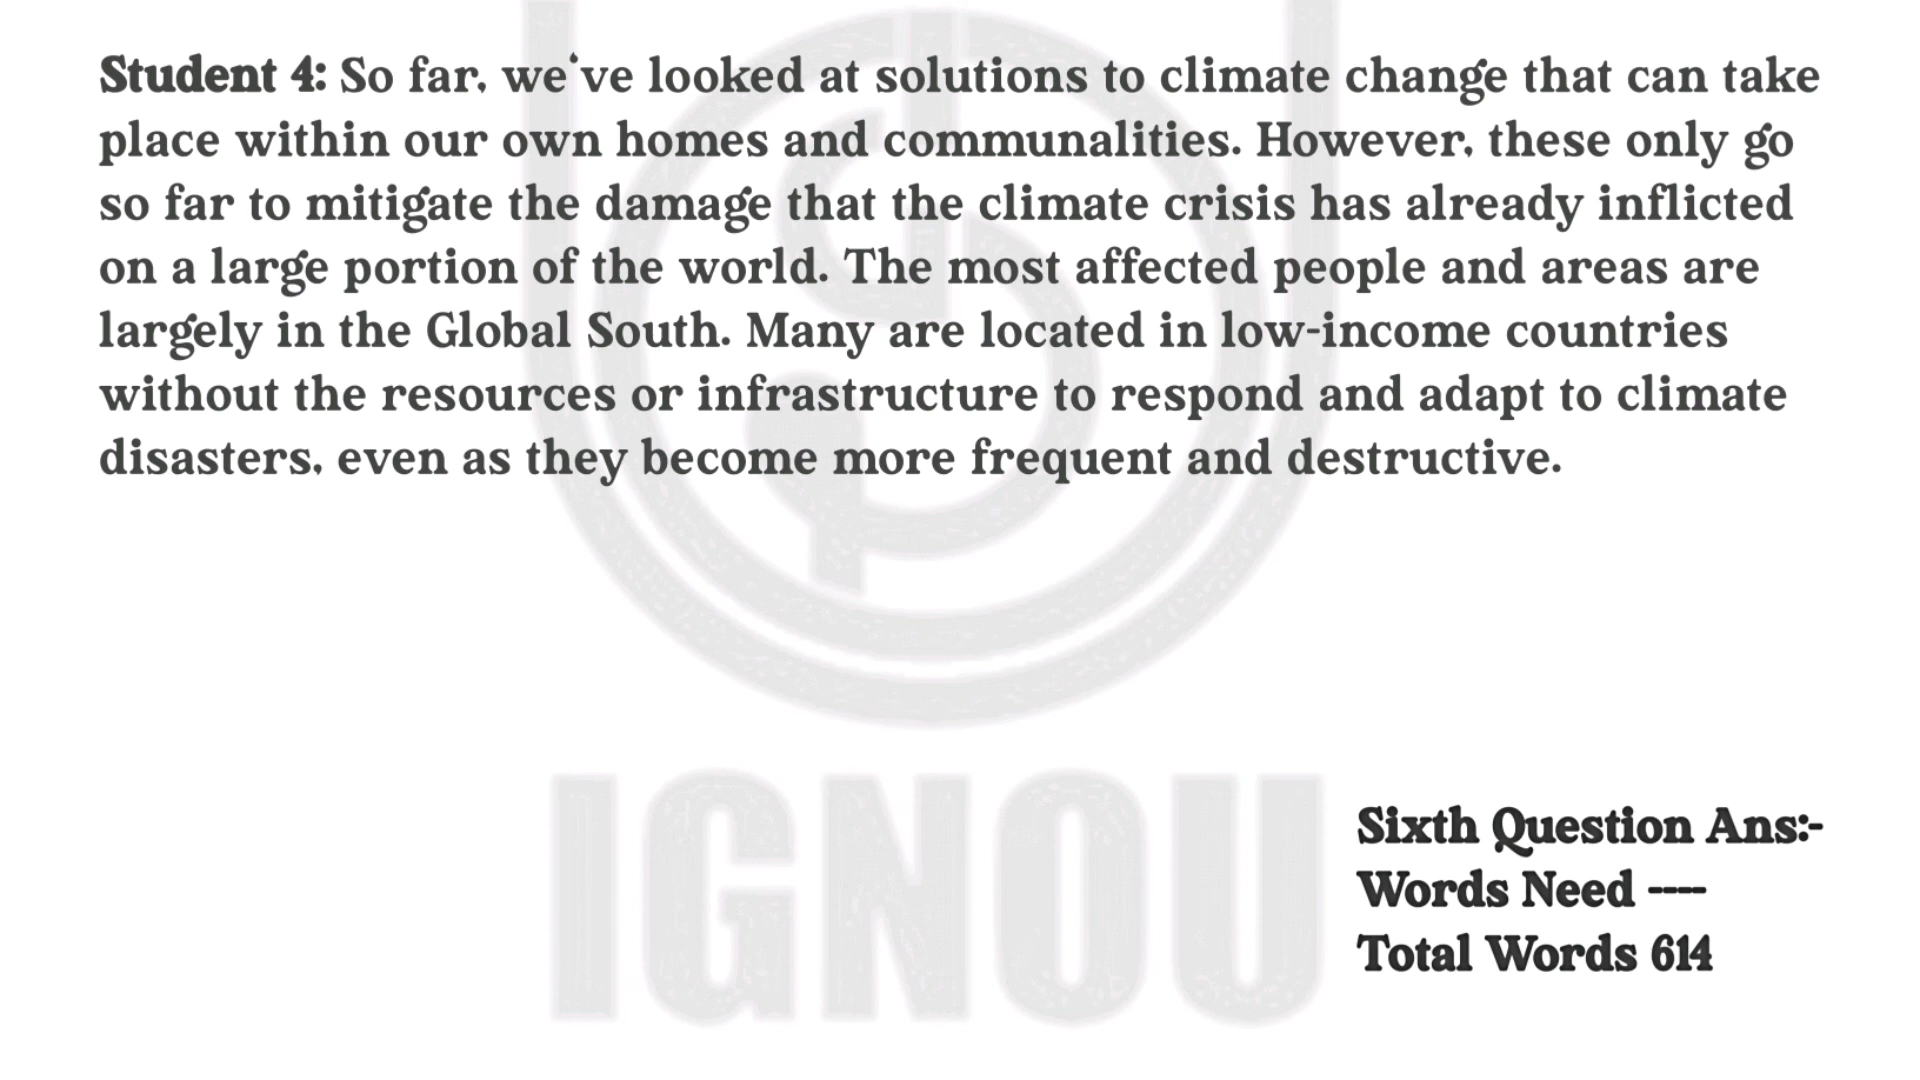 Student 4: So far, we've looked at solutions to climate change that can take
place within our own homes and communalities. However, these only go
so far to mitigate the damage that the climate crisis has already inflicted
on a large portion of the world. The most affected people and areas are
largely in the Global South. Many are located in low-income countries
without the resources or infrastructure to respond and adapt to climate
disasters, even as they become more frequent and destructive.
IGNOU
Sixth Question Ans:-
Words Need ----
Total Words 614